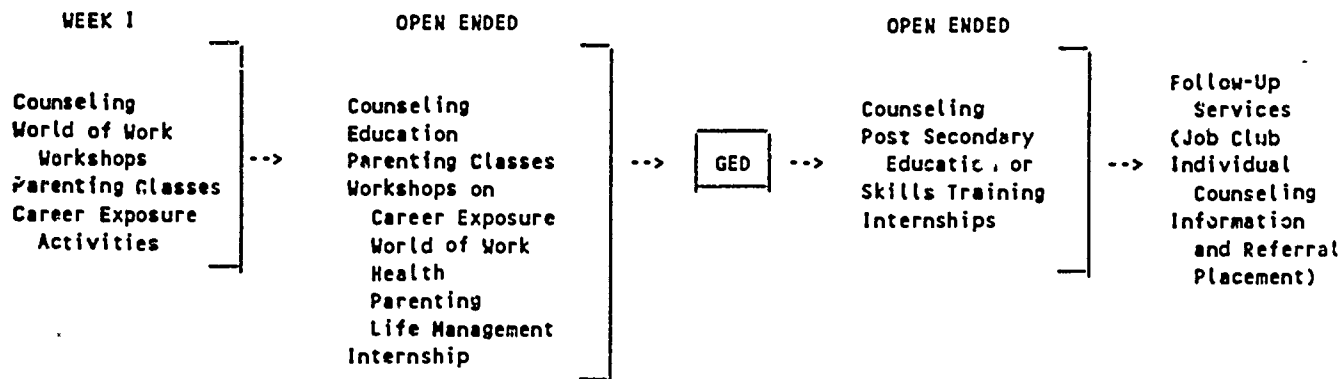 WEEK I
Counseling
World of Work
Workshops
Parenting Classes
Career Exposure
Activities
-->
OPEN ENDED
Counseling
Education
Parenting Classes
Workshops on
Career Exposure
World of Work
Health
Parenting
Life Management
Internship
-->
GED
-->
OPEN ENDED
Counseling
Post Secondary
Education or
Skills Training
Internships
-->
Follow-Up
Services
(Job Club
Individual
Counseling
Information
and Referral
Placement)